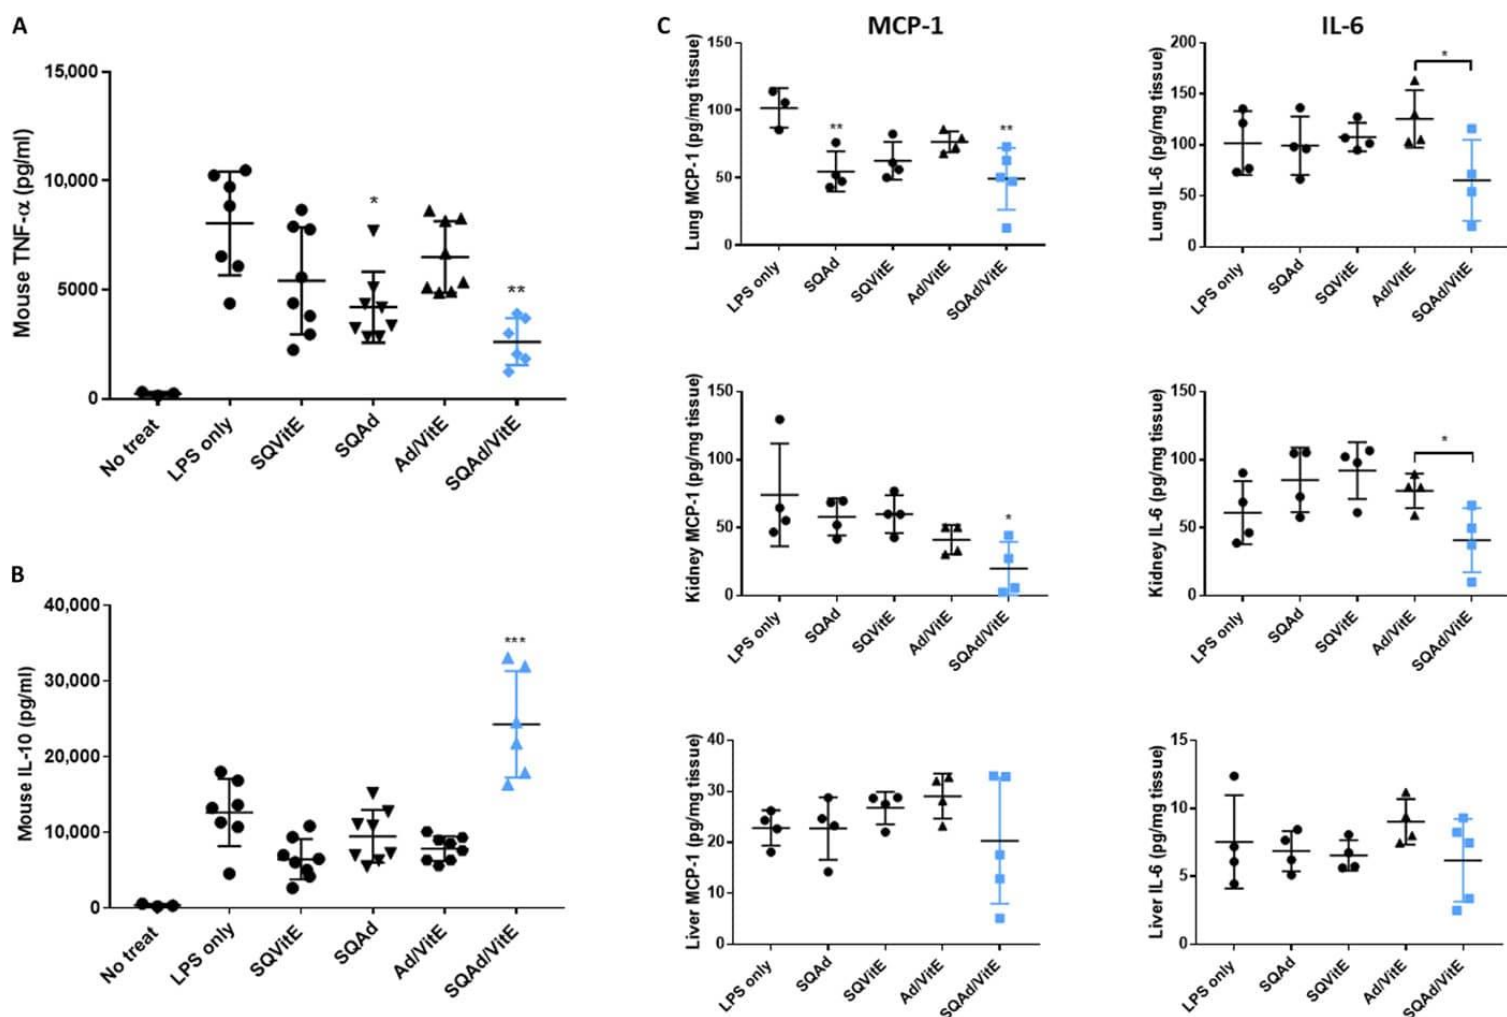 A
Mouse TNF-α (pg/ml)
15,000
10,000
5000
0
*
**
No treat
LPS only
SQVitE
SQAd
Ad/VitE
SQAd/VitE
B
Mouse IL-10 (pg/ml)
40,000
30,000
20,000
10,000
0
***
No treat
LPS only
SQVitE
SQAd
Ad/VitE
SQAd/VitE
C
MCP-1
Lung MCP-1 (pg/mg tissue)
150
100
50
0
**
**
LPS only
SQAd
SQVitE
Ad/VitE
SQAd/VitE
IL-6
Lung IL-6 (pg/mg tissue)
200
150
100
50
0
*
LPS only
SQAd
SQVitE
Ad/VitE
SQAd/VitE
Kidney MCP-1 (pg/mg tissue)
150
100
50
0
*
LPS only
SQAd
SQVitE
Ad/VitE
SQAd/VitE
Kidney IL-6 (pg/mg tissue)
150
100
50
0
*
LPS only
SQAd
SQVitE
Ad/VitE
SQAd/VitE
Liver MCP-1 (pg/mg tissue)
40
30
20
10
0
LPS only
SQAd
SQVitE
Ad/VitE
SQAd/VitE
Liver IL-6 (pg/mg tissue)
15
10
5
0
LPS only
SQAd
SQVitE
Ad/VitE
SQAd/VitE